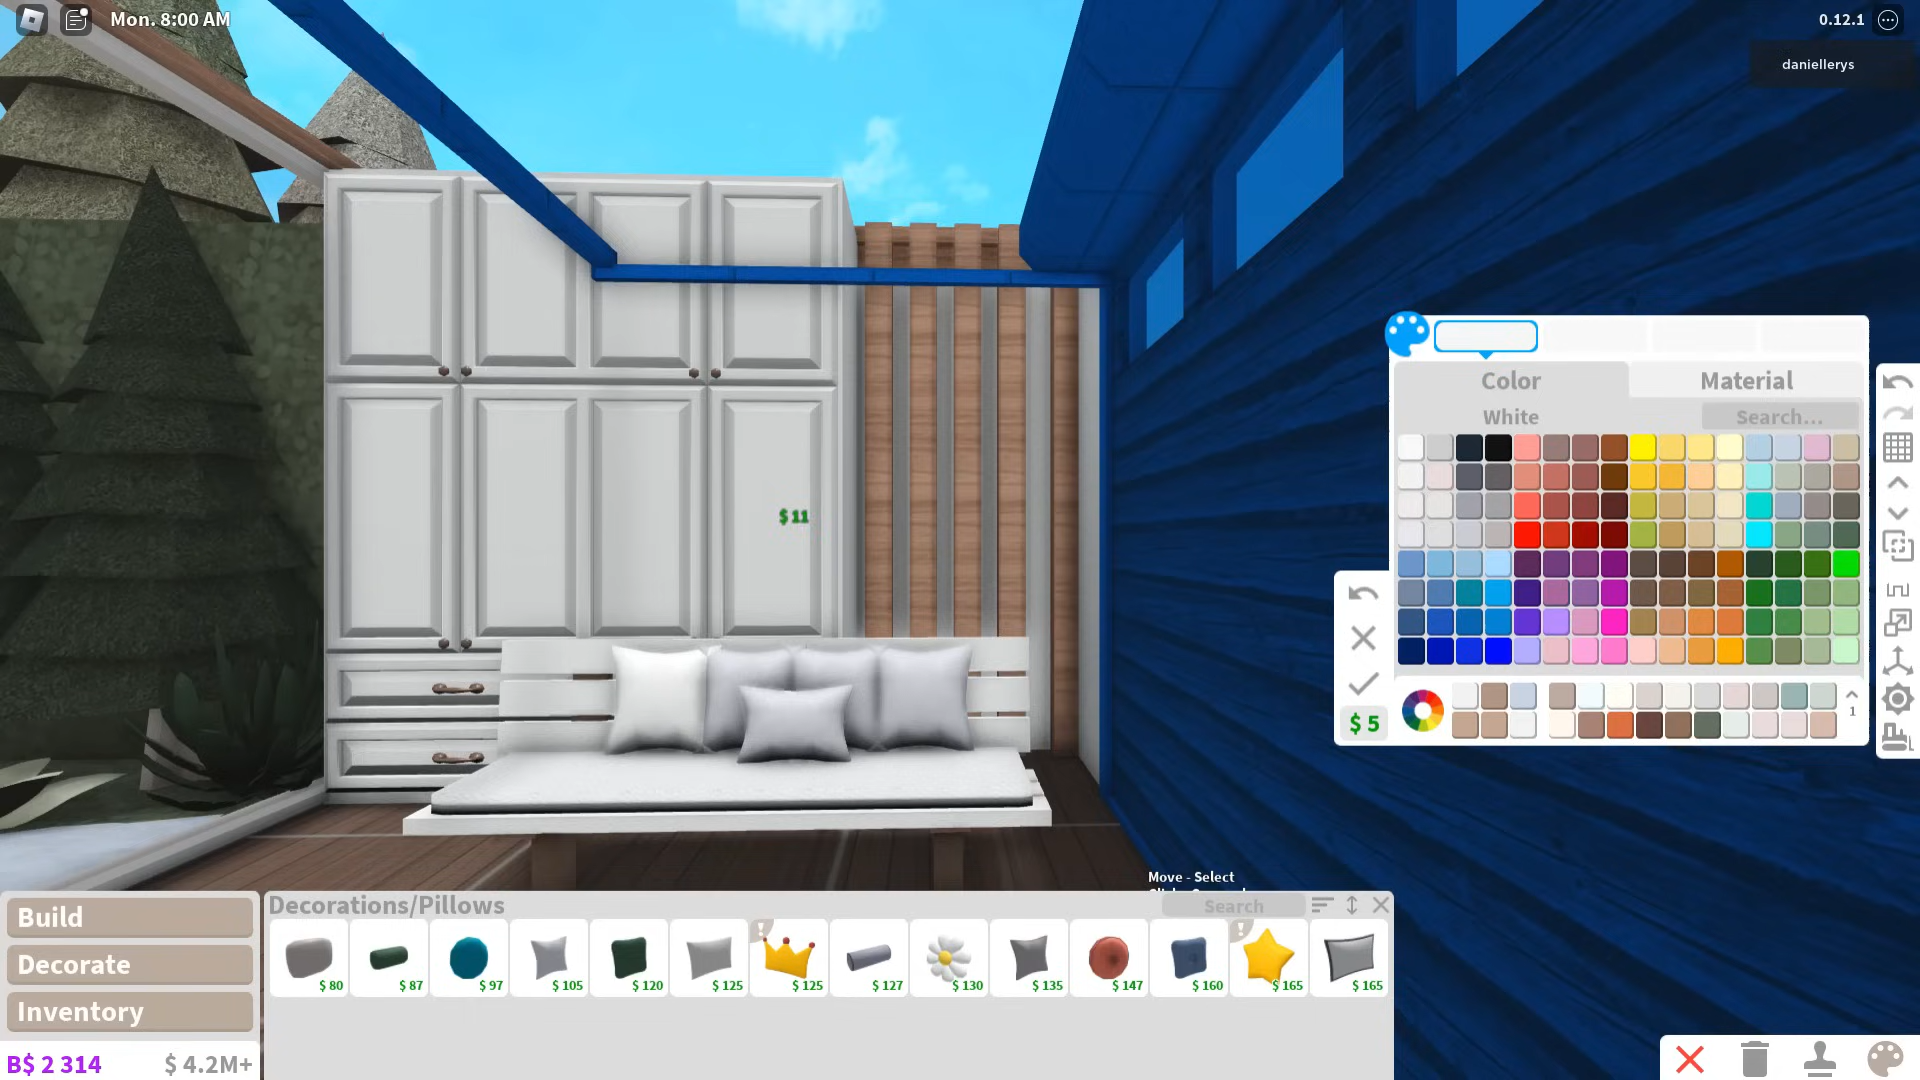 Mon. 8:00 AM
0.12.1
daniellerys
$ 11
Color
Material
White
Search...
$ 5
1
Move - Select
Build
Decorate
Inventory
B$ 2 314
$ 4.2M+
Decorations/Pillows
Search
$ 80
$ 87
$ 97
$ 105
$ 120
$ 125
$ 125
$ 127
$ 130
$ 135
$ 147
$ 160
$ 165
$ 165